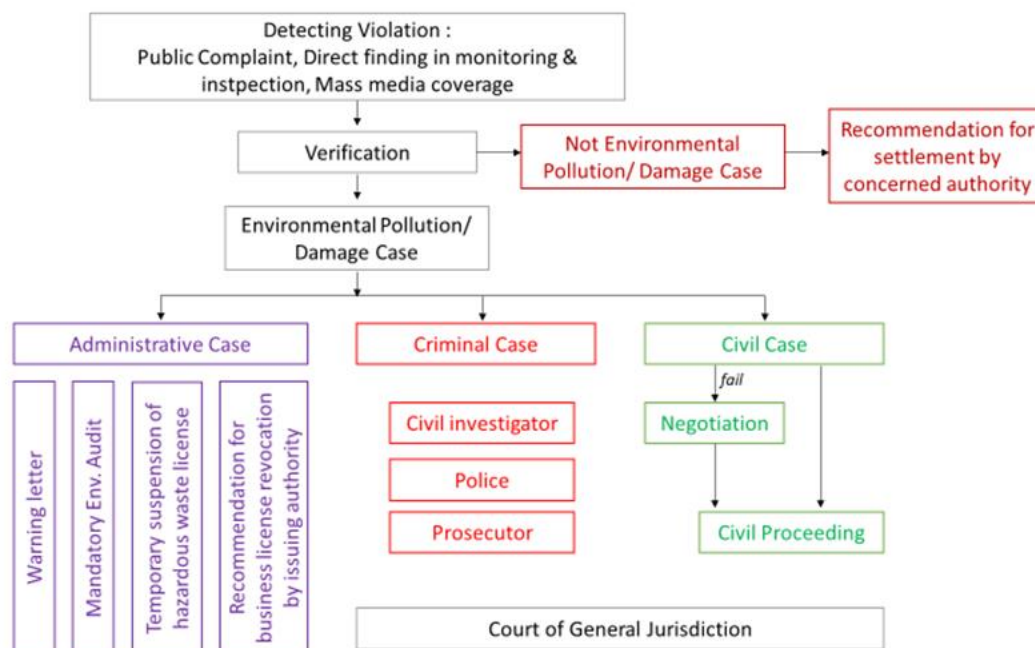 Detecting Violation :
Public Complaint, Direct finding in monitoring &
instpection, Mass media coverage
Verification
Not Environmental
Pollution/ Damage Case
Recommendation for
settlement by
concerned authority
Environmental Pollution/
Damage Case
Administrative Case
Criminal Case
Civil Case
Warning letter
Mandatory Env. Audit
Temporary suspension of
hazardous waste license
Recommendation for
business license revocation
by issuing authority
Civil investigator
Police
Prosecutor
fail
Negotiation
Civil Proceeding
Court of General Jurisdiction